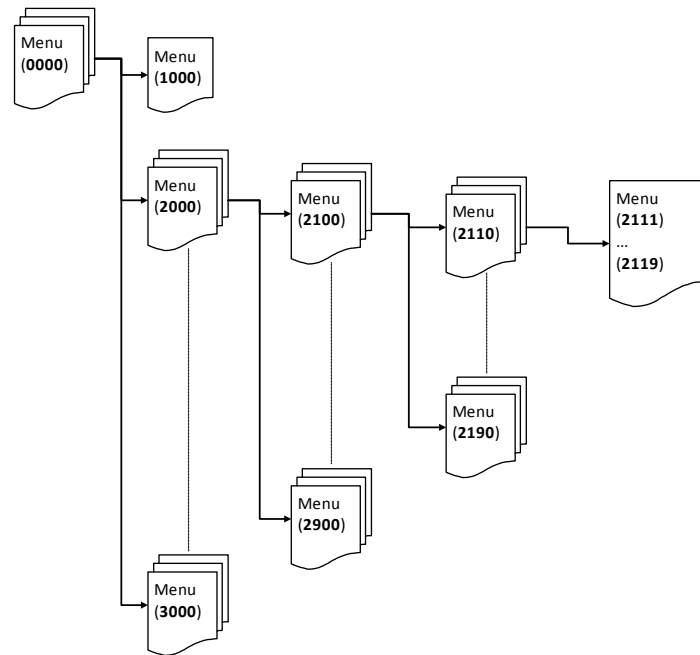 Menu
(0000)
Menu
(1000)
Menu
(2000)
Menu
(2100)
Menu
(2110)
Menu
(2111)
...
(2119)
Menu
(2190)
Menu
(2900)
Menu
(3000)